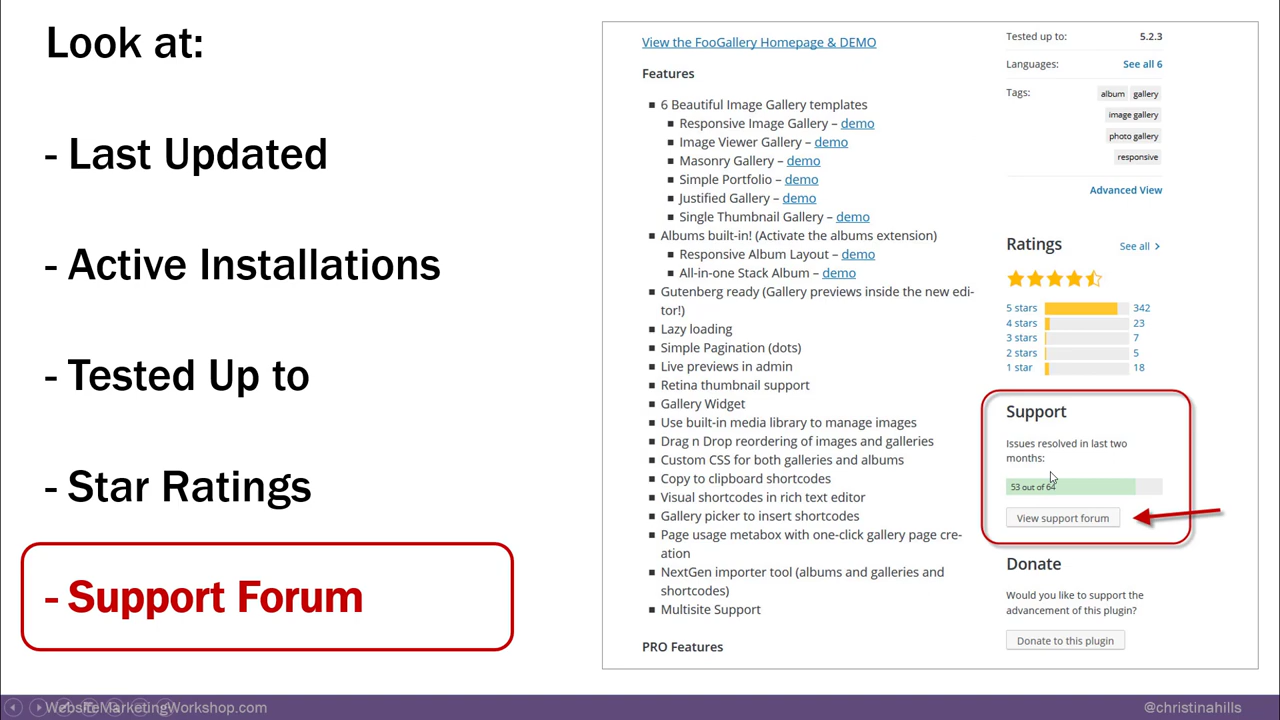 Look at:
- Last Updated
- Active Installations
- Tested Up to
- Star Ratings
- Support Forum
View the FooGallery Homepage & DEMO
Features
6 Beautiful Image Gallery templates
Responsive Image Gallery – demo
Image Viewer Gallery – demo
Masonry Gallery – demo
Simple Portfolio – demo
Justified Gallery – demo
Single Thumbnail Gallery – demo
Albums built-in! (Activate the albums extension)
Responsive Album Layout – demo
All-in-one Stack Album – demo
Gutenberg ready (Gallery previews inside the new edi-
tor!)
Lazy loading
Simple Pagination (dots)
Live previews in admin
Retina thumbnail support
Gallery Widget
Use built-in media library to manage images
Drag n Drop reordering of images and galleries
Custom CSS for both galleries and albums
Copy to clipboard shortcodes
Visual shortcodes in rich text editor
Gallery picker to insert shortcodes
Page usage metabox with one-click gallery page cre-
ation
NextGen importer tool (albums and galleries and
shortcodes)
Multisite Support
PRO Features
Tested up to: 5.2.3
Languages: See all 6
Tags: album gallery
image gallery
photo gallery
responsive
Advanced View
Ratings See all
5 stars 342
4 stars 23
3 stars 7
2 stars 5
1 star 18
Support
Issues resolved in last two
months:
53 out of 64
View support forum
Donate
Would you like to support the
advancement of this plugin?
Donate to this plugin
WebsiteMarketingWorkshop.com
@christinahills